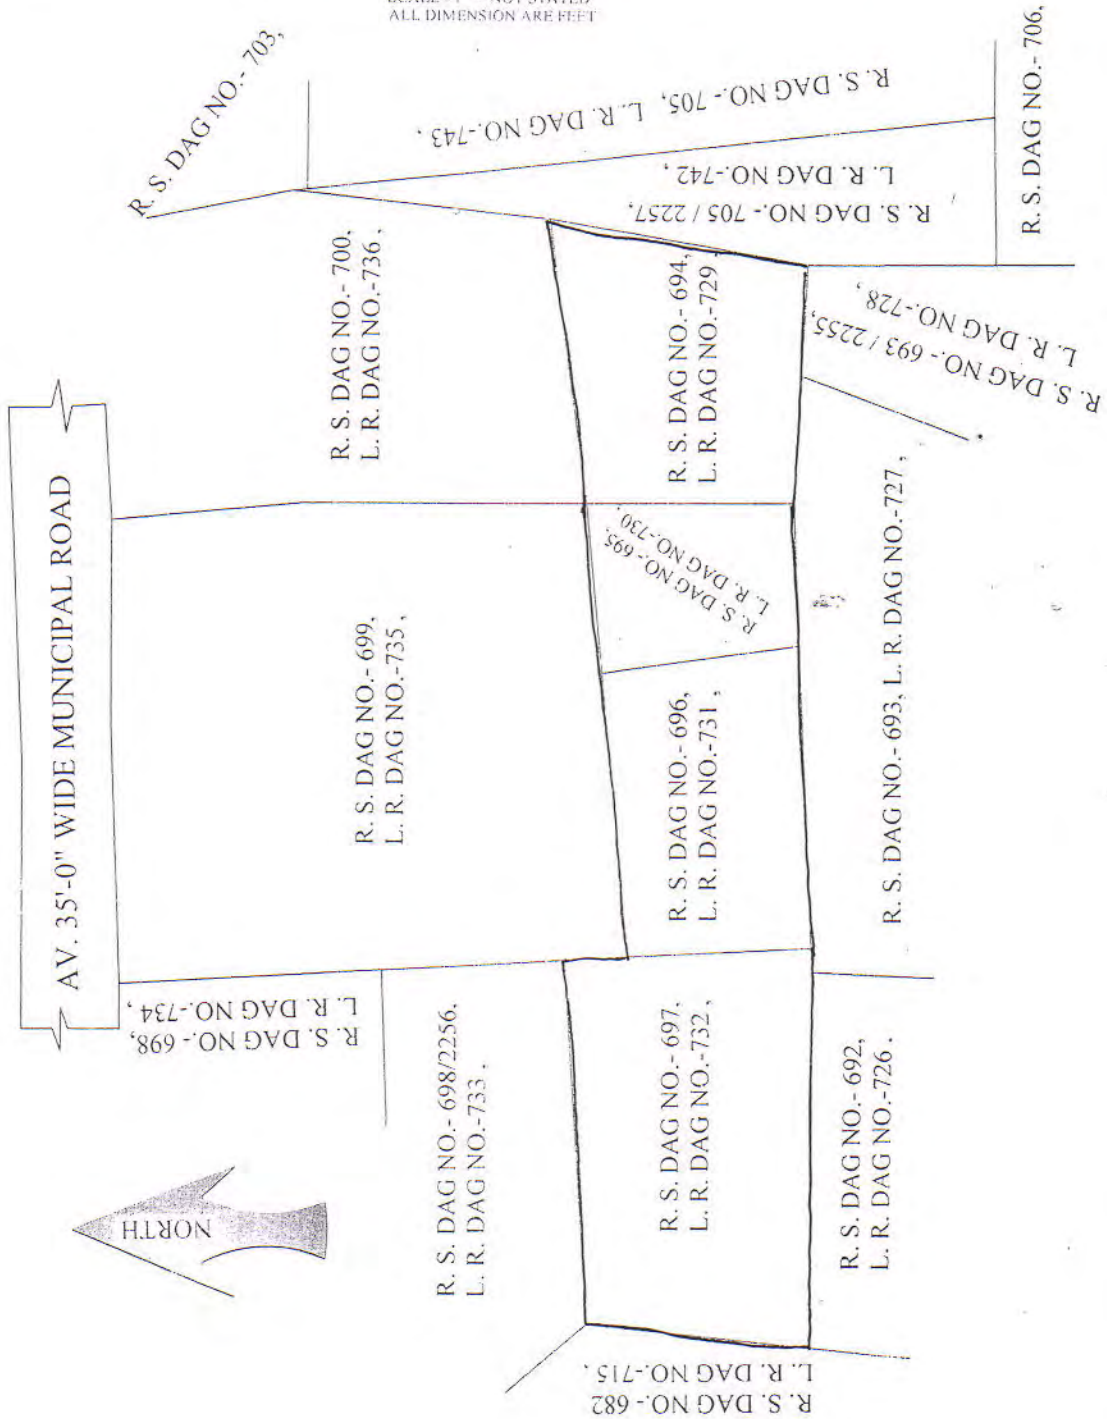 ALL DIMENSION ARE FEET
AV. 35'-0" WIDE MUNICIPAL ROAD
R. S. DAG NO.- 703,
R. S. DAG NO.- 700,
L. R. DAG NO.-736,
R. S. DAG NO.-705, L. R. DAG NO.-743,
R. S. DAG NO.- 705 / 2257,
L. R. DAG NO.-742,
R. S. DAG NO.- 706,
R. S. DAG NO.- 699,
L. R. DAG NO.-735,
R. S. DAG NO.- 694,
L. R. DAG NO.-729,
R. S. DAG NO.- 693 / 2255,
L. R. DAG NO.-728,
R. S. DAG NO.- 695,
L. R. DAG NO.-730,
R. S. DAG NO.- 696,
L. R. DAG NO.-731,
R. S. DAG NO.- 693, L. R. DAG NO.-727,
R. S. DAG NO.- 698,
L. R. DAG NO.-734,
R. S. DAG NO.- 698/2256,
L. R. DAG NO.-733,
NORTH
R. S. DAG NO.- 697,
L. R. DAG NO.-732,
R. S. DAG NO.- 692,
L. R. DAG NO.-726,
R. S. DAG NO.- 682
L. R. DAG NO.-715,